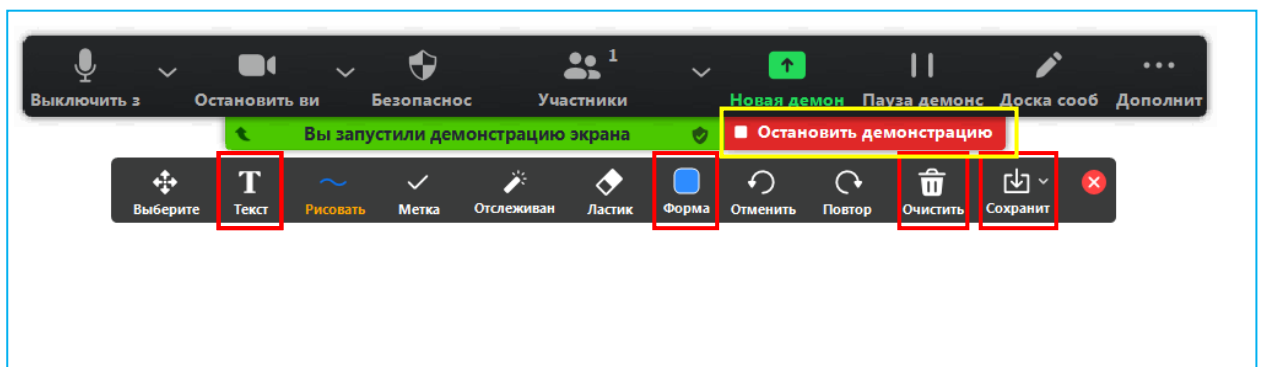 1
Выключить з Остановить ви Безопаснос Участники Новая демон Пауза демонс Доска сооб Дополнит
Вы запустили демонстрацию экрана Остановить демонстрацию
Выберите Текст Рисовать Метка Отслеживан Ластик Форма Отменить Повтор Очистить Сохранит